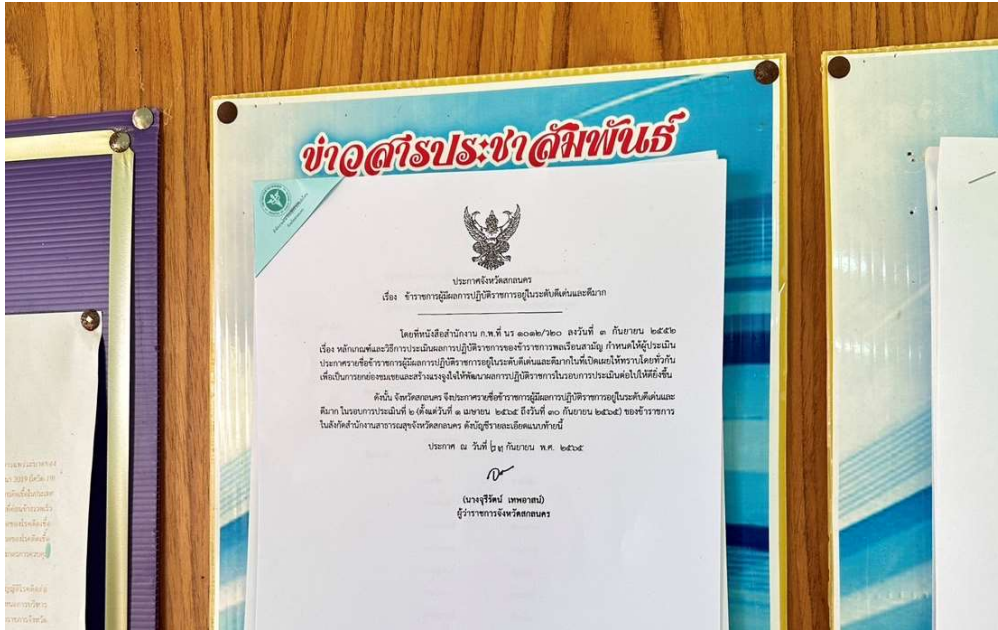 ข่าวสารประชาสัมพันธ์
ประกาศจังหวัดสกลนคร
เรื่อง ข้าราชการผู้มีผลการปฏิบัติราชการอยู่ในระดับดีเด่นและดีมาก
โดยที่หนังสือสำนักงาน ก.พ.ที่ นร ๑๐๑๒/ว๒๐ ลงวันที่ ๓ กันยายน ๒๕๕๒
เรื่อง หลักเกณฑ์และวิธีการประเมินผลการปฏิบัติราชการของข้าราชการพลเรือนสามัญ กำหนดให้ผู้ประเมิน
ประกาศรายชื่อข้าราชการผู้มีผลการปฏิบัติราชการอยู่ในระดับดีเด่นและดีมากในที่เปิดเผยให้ทราบโดยทั่วกัน
เพื่อเป็นการยกย่องชมเชยและสร้างแรงจูงใจให้พัฒนาผลการปฏิบัติราชการในรอบการประเมินต่อไปให้ดียิ่งขึ้น
ดังนั้น จังหวัดสกลนคร จึงประกาศรายชื่อข้าราชการผู้มีผลการปฏิบัติราชการอยู่ในระดับดีเด่นและ
ดีมาก ในรอบการประเมินที่ ๒ (ตั้งแต่วันที่ ๑ เมษายน ๒๕๖๕ ถึงวันที่ ๓๐ กันยายน ๒๕๖๕) ของข้าราชการ
ในสังกัดสำนักงานสาธารณสุขจังหวัดสกลนคร ดังบัญชีรายละเอียดแนบท้ายนี้
ประกาศ ณ วันที่ กันยายน พ.ศ. ๒๕๖๕
(นางจุรีรัตน์ เทพอาสน์)
ผู้ว่าราชการจังหวัดสกลนคร